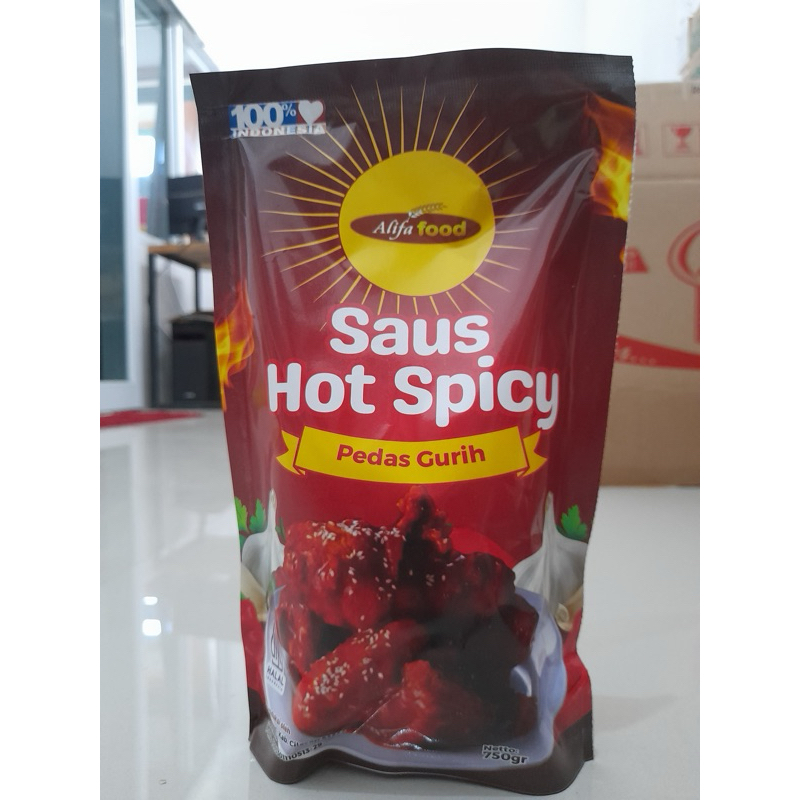 100%
INDONESIA
Alifa food
Saus
Hot Spicy
Pedas Gurih
HALAL
Netto:
750gr